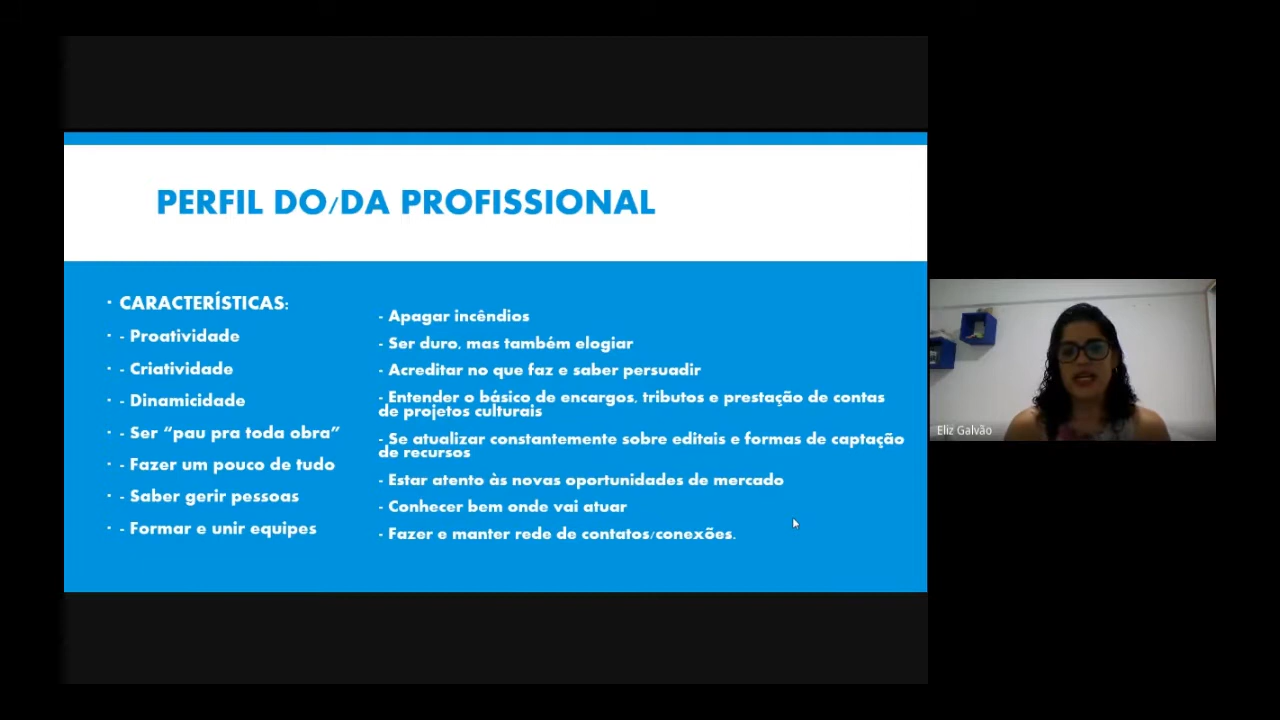 PERFIL DO/DA PROFISSIONAL
• CARACTERÍSTICAS:
• - Proatividade
• - Criatividade
• - Dinamicidade
• - Ser “pau pra toda obra”
• - Fazer um pouco de tudo
• - Saber gerir pessoas
• - Formar e unir equipes
- Apagar incêndios
- Ser duro, mas também elogiar
- Acreditar no que faz e saber persuadir
- Entender o básico de encargos, tributos e prestação de contas
de projetos culturais
- Se atualizar constantemente sobre editais e formas de captação
de recursos
- Estar atento às novas oportunidades de mercado
- Conhecer bem onde vai atuar
- Fazer e manter rede de contatos/conexões.
Eliz Galvão